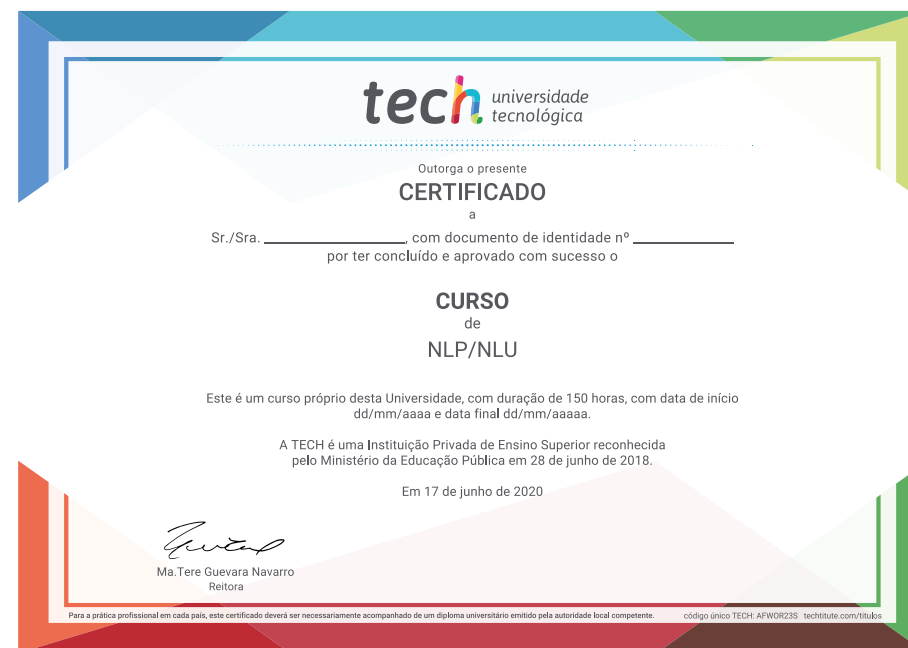 tech universidade
tecnológica
Outorga o presente
CERTIFICADO
a
Sr./Sra. ____________, com documento de identidade nº ____________
por ter concluído e aprovado com sucesso o
CURSO
de
NLP/NLU
Este é um curso próprio desta Universidade, com duração de 150 horas, com data de início
dd/mm/aaaa e data final dd/mm/aaaaa.
A TECH é uma Instituição Privada de Ensino Superior reconhecida
pelo Ministério da Educação Pública em 28 de junho de 2018.
Em 17 de junho de 2020
Ma.Tere Guevara Navarro
Reitora
Para a prática profissional em cada país, este certificado deverá ser necessariamente acompanhado de um diploma universitário emitido pela autoridade local competente. código único TECH: AFWOR23S techtitute.com/titulos